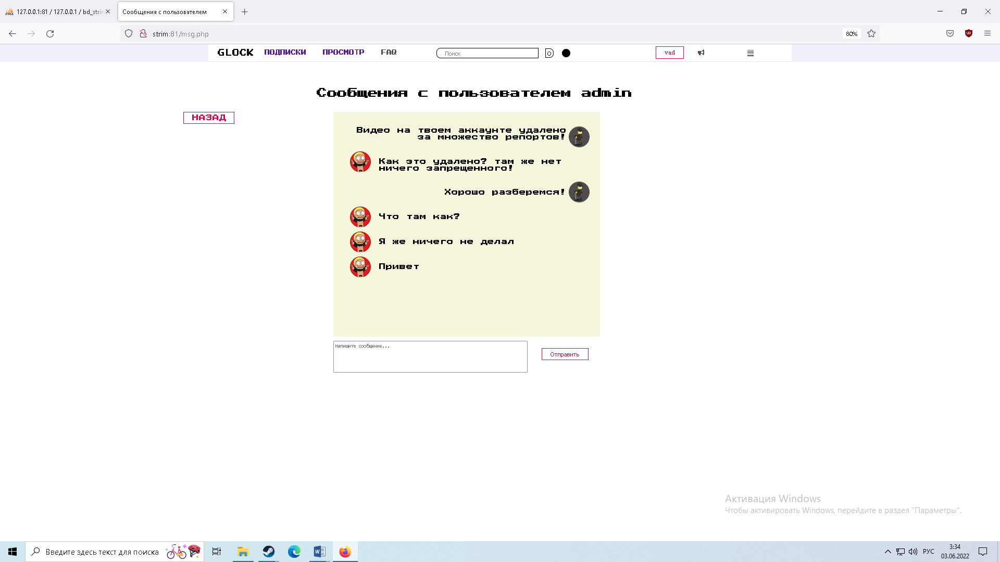 127.0.0.1:81 / 127.0.0.1 / bd_strim
Сообщения с пользователем
strim:81/msg.php
80%
GLOCK ПОДПИСКИ ПРОСМОТР FAQ
Поиск
vad
Сообщения с пользователем admin
НАЗАД
Видео на твоем аккаунте удалено
за множество репортов!
Как это удалено? там же нет
ничего запрещенного!
Хорошо разберемся!
Что там как?
Я же ничего не делал
Привет
Напишите сообщение...
Отправить
Активация Windows
Чтобы активировать Windows, перейдите в раздел "Параметры".
Введите здесь текст для поиска
РУС
3:34
03.06.2022